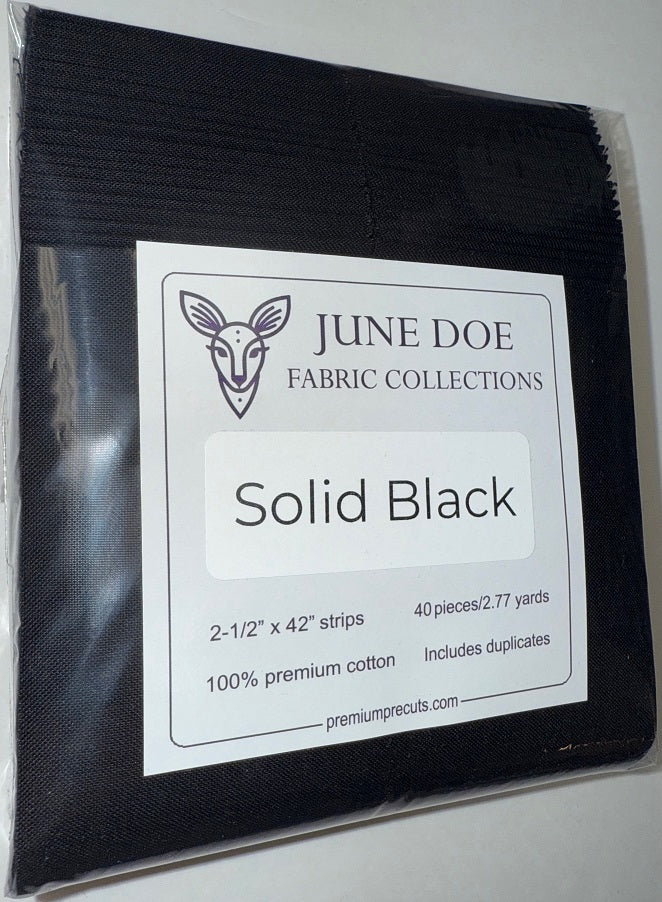 JUNE DOE
FABRIC COLLECTIONS
Solid Black
2-1/2” x 42” strips
40 pieces/2.77 yards
100% premium cotton
Includes duplicates
premiumprecuts.com